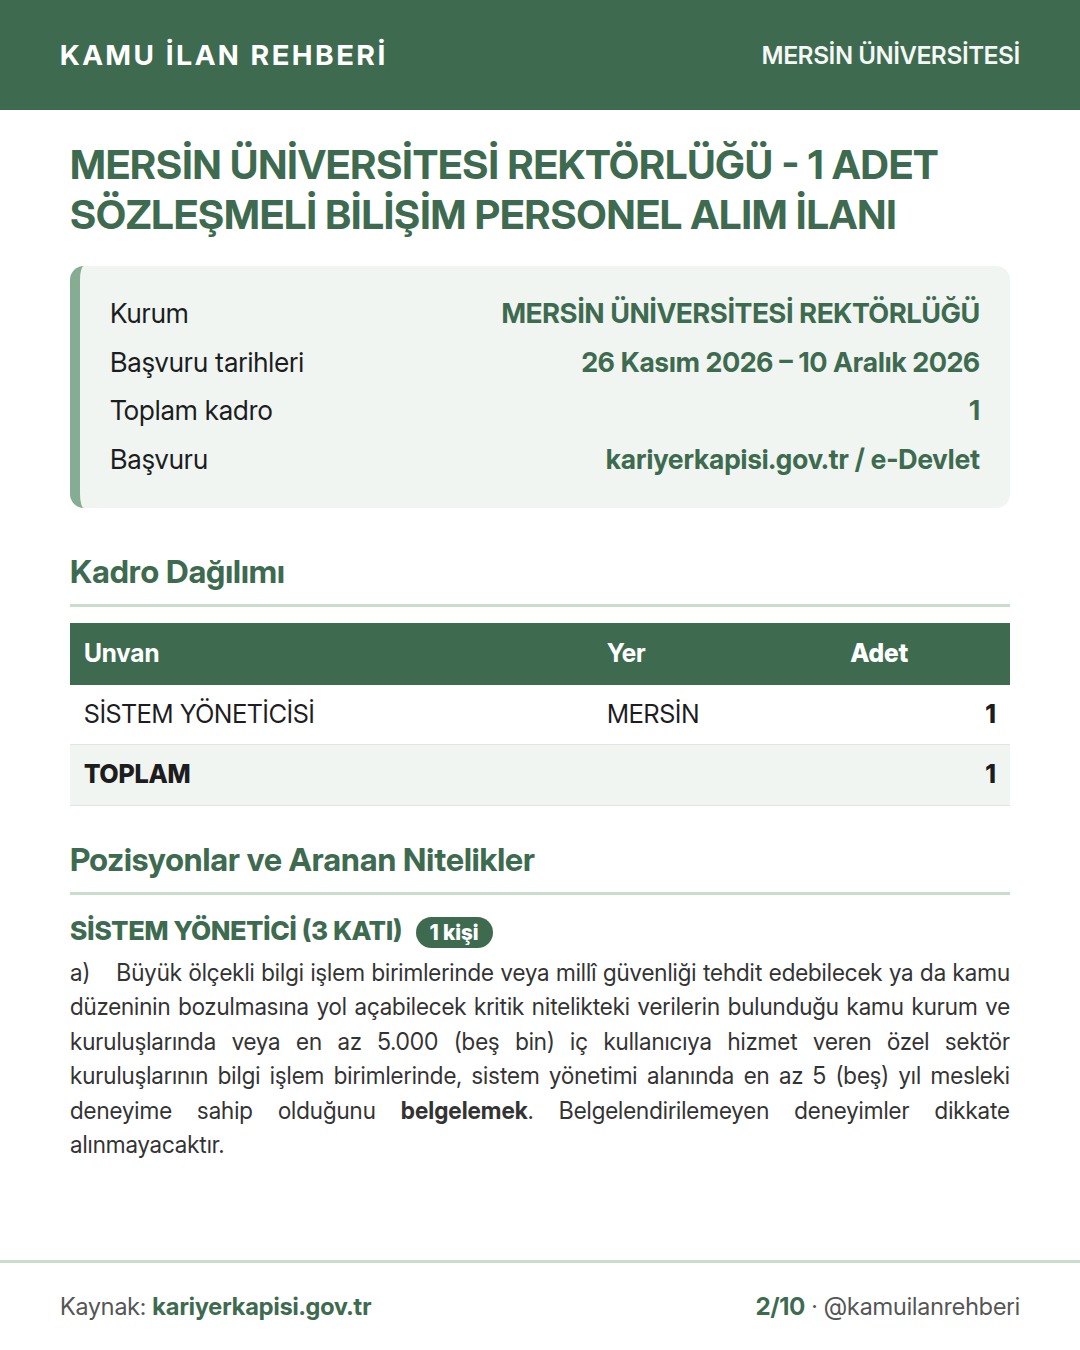 KAMU İLAN REHBERİ
MERSİN ÜNİVERSİTESİ
MERSİN ÜNİVERSİTESİ REKTÖRLÜĞÜ - 1 ADET
SÖZLEŞMELİ BİLİŞİM PERSONEL ALIM İLANI
Kurum MERSİN ÜNİVERSİTESİ REKTÖRLÜĞÜ
Başvuru tarihleri 26 Kasım 2026 – 10 Aralık 2026
Toplam kadro 1
Başvuru kariyerkapisi.gov.tr / e-Devlet
Kadro Dağılımı
Unvan Yer Adet
SİSTEM YÖNETİCİSİ MERSİN 1
TOPLAM 1
Pozisyonlar ve Aranan Nitelikler
SİSTEM YÖNETİCİ (3 KATI) 1 kişi
a) Büyük ölçekli bilgi işlem birimlerinde veya millî güvenliği tehdit edebilecek ya da kamu
düzeninin bozulmasına yol açabilecek kritik nitelikteki verilerin bulunduğu kamu kurum ve
kuruluşlarında veya en az 5.000 (beş bin) iç kullanıcıya hizmet veren özel sektör
kuruluşlarının bilgi işlem birimlerinde, sistem yönetimi alanında en az 5 (beş) yıl mesleki
deneyime sahip olduğunu belgelemek. Belgelendirilemeyen deneyimler dikkate
alınmayacaktır.
Kaynak: kariyerkapisi.gov.tr
2/10 · @kamuilanrehberi